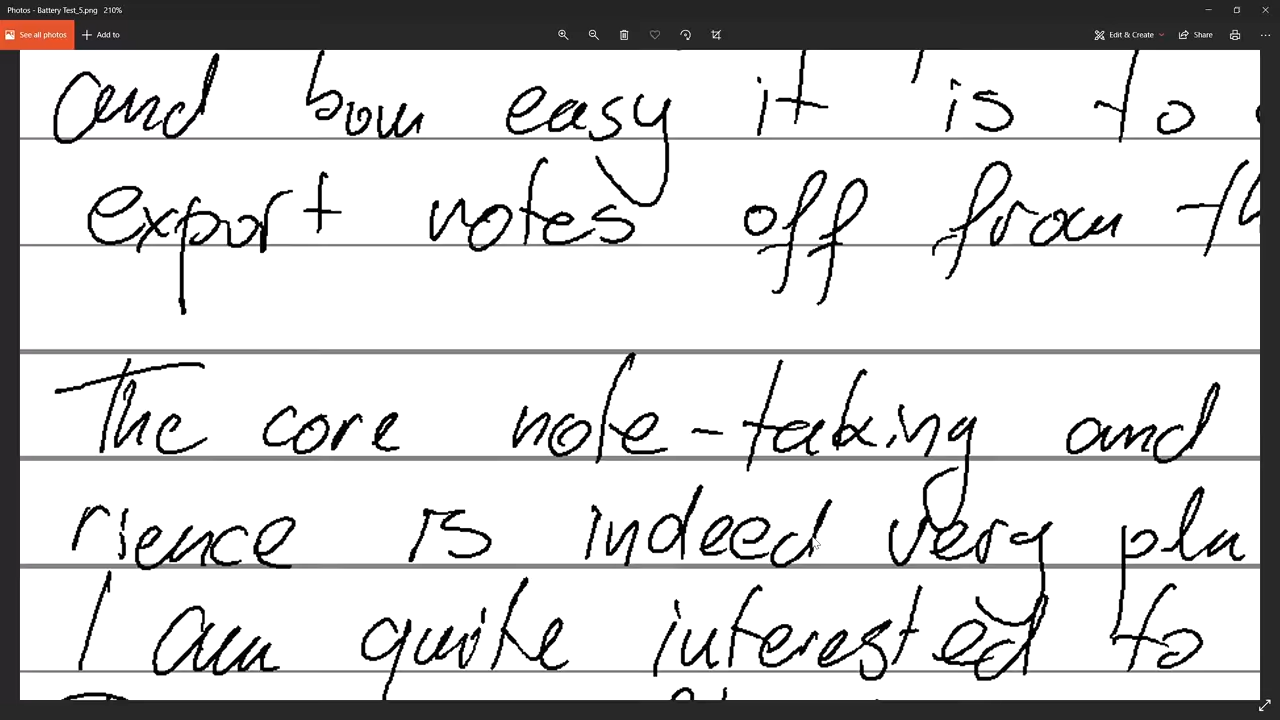 Photos - Battery Test_5.png 210%
See all photos + Add to Edit & Create Share
and how easy it is to
export notes off from th
The core note-taking and
rience is indeed very plu
I am quite interested to